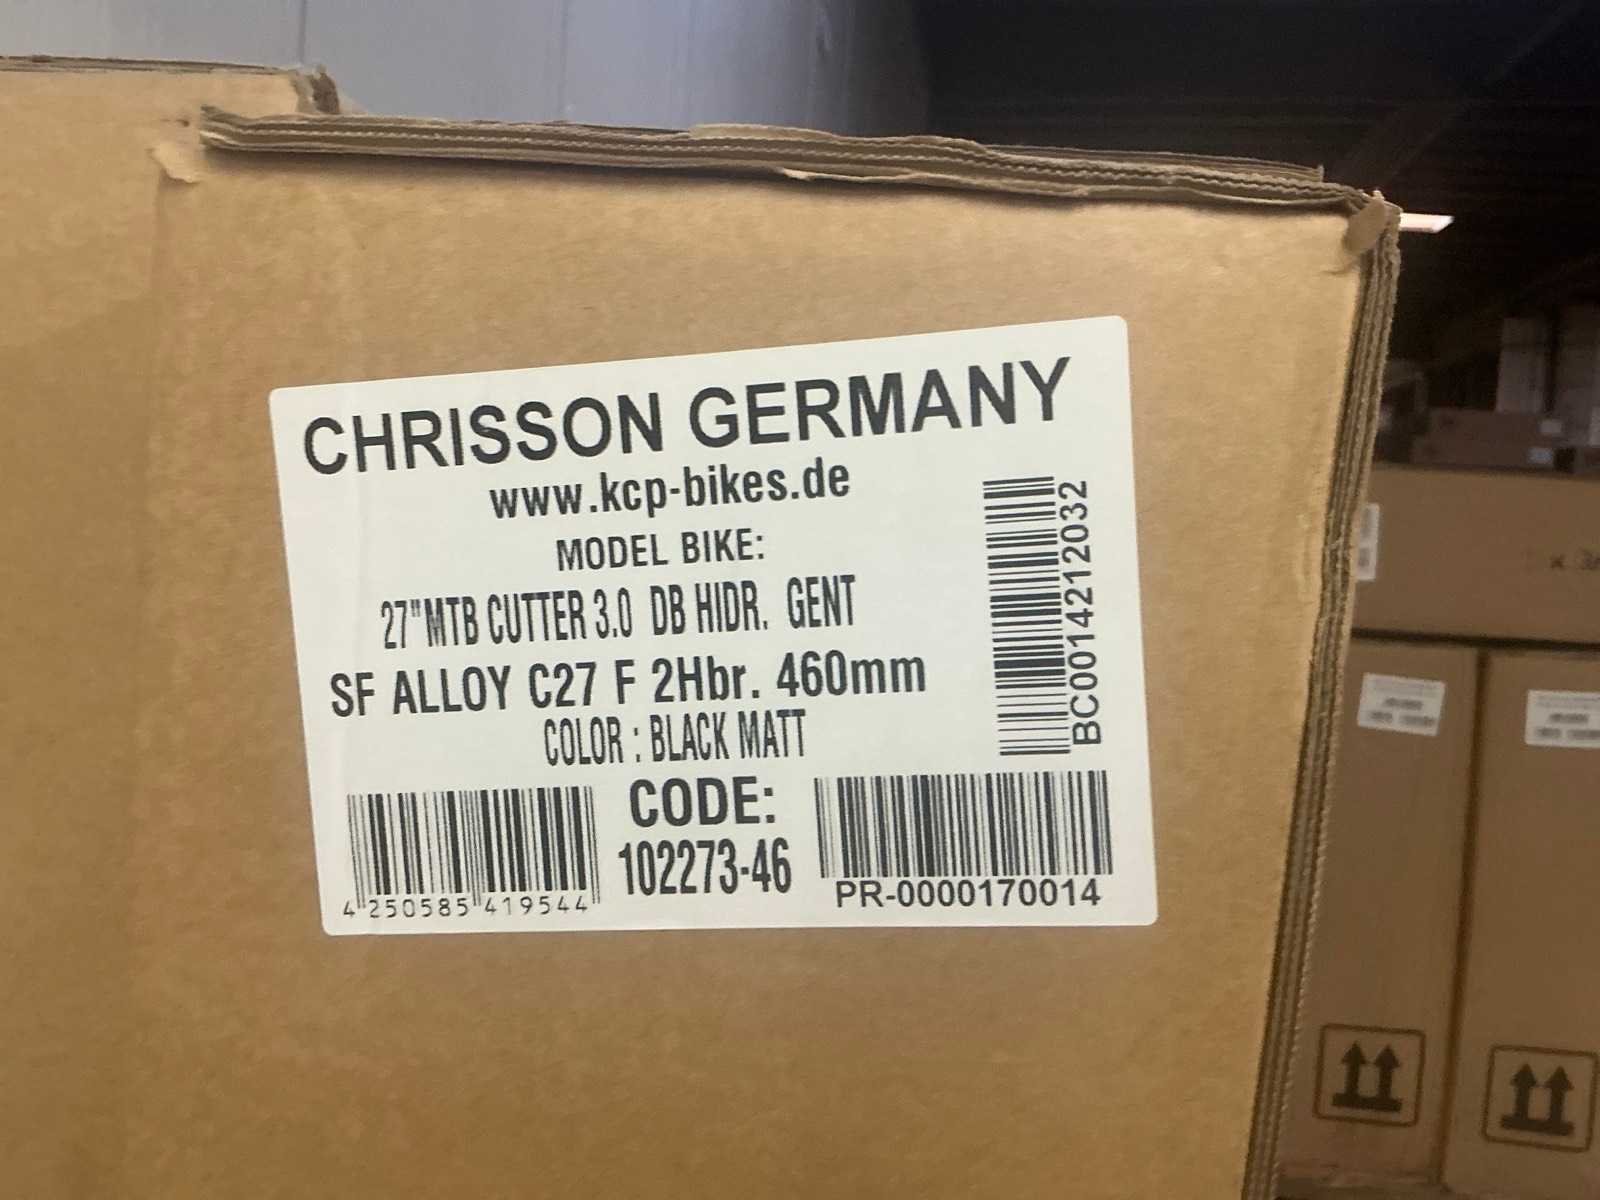 CHRISSON GERMANY
www.kcp-bikes.de
MODEL BIKE:
27"MTB CUTTER 3.0 DB HIDR. GENT
SF ALLOY C27 F 2Hbr. 460mm
COLOR : BLACK MATT
BC0014212032
CODE:
102273-46
4 250585 419544
PR-0000170014